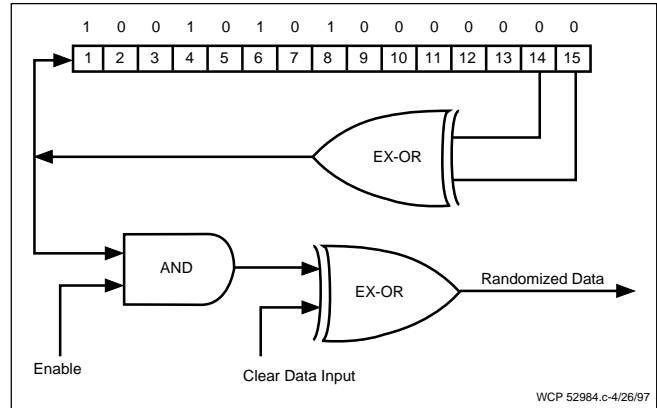 1 0 0 1 0 1 0 1 0 0 0 0 0 0 0
1 2 3 4 5 6 7 8 9 10 11 12 13 14 15
EX-OR
AND
EX-OR
Randomized Data
Enable
Clear Data Input
WCP 52984.c-4/26/97